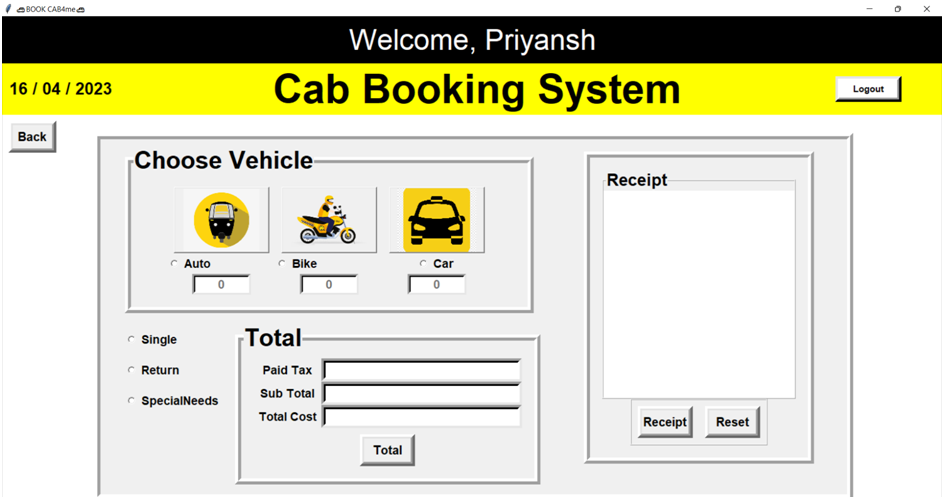 BOOK CAB4me
Welcome, Priyansh
16 / 04 / 2023
Cab Booking System
Logout
Back
Choose Vehicle
Auto
Bike
Car
0
0
0
Single
Return
SpecialNeeds
Total
Paid Tax
Sub Total
Total Cost
Total
Receipt
Receipt
Reset